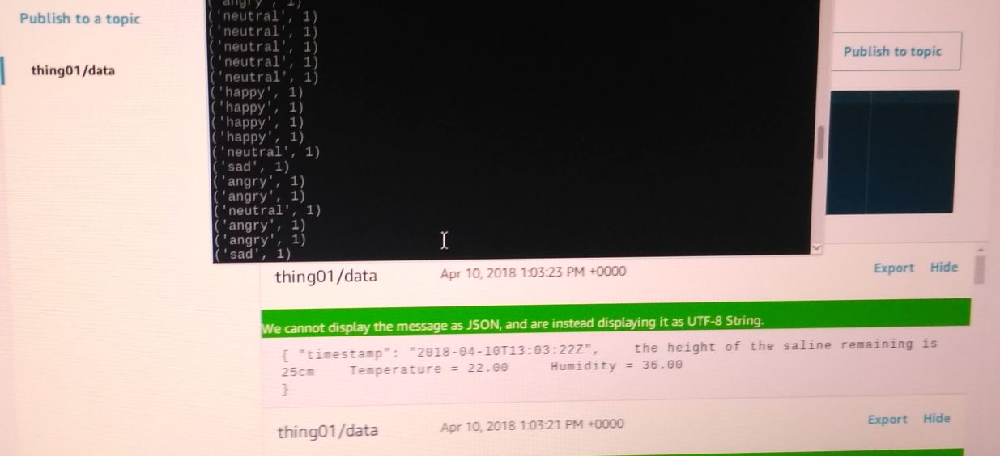 Publish to a topic
thing01/data
('angry', 1)
('neutral', 1)
('neutral', 1)
('neutral', 1)
('neutral', 1)
('neutral', 1)
('happy', 1)
('happy', 1)
('happy', 1)
('happy', 1)
('neutral', 1)
('sad', 1)
('angry', 1)
('angry', 1)
('neutral', 1)
('angry', 1)
('angry', 1)
('sad', 1)
Publish to topic
thing01/data Apr 10, 2018 1:03:23 PM +0000 Export Hide
We cannot display the message as JSON, and are instead displaying it as UTF-8 String.
{ "timestamp": "2018-04-10T13:03:22Z", the height of the saline remaining is
25cm Temperature = 22.00 Humidity = 36.00
}
thing01/data Apr 10, 2018 1:03:21 PM +0000 Export Hide